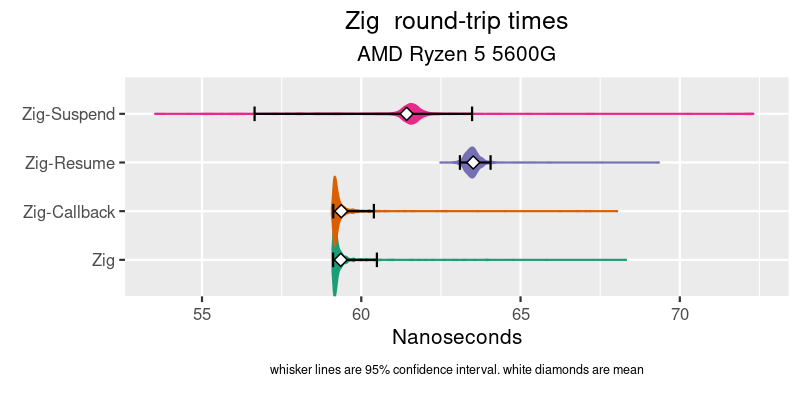 Zig  round-trip times
AMD Ryzen 5 5600G
Zig-Suspend
Zig-Resume
Zig-Callback
Zig
55 60 65 70
Nanoseconds
whisker lines are 95% confidence interval. white diamonds are mean